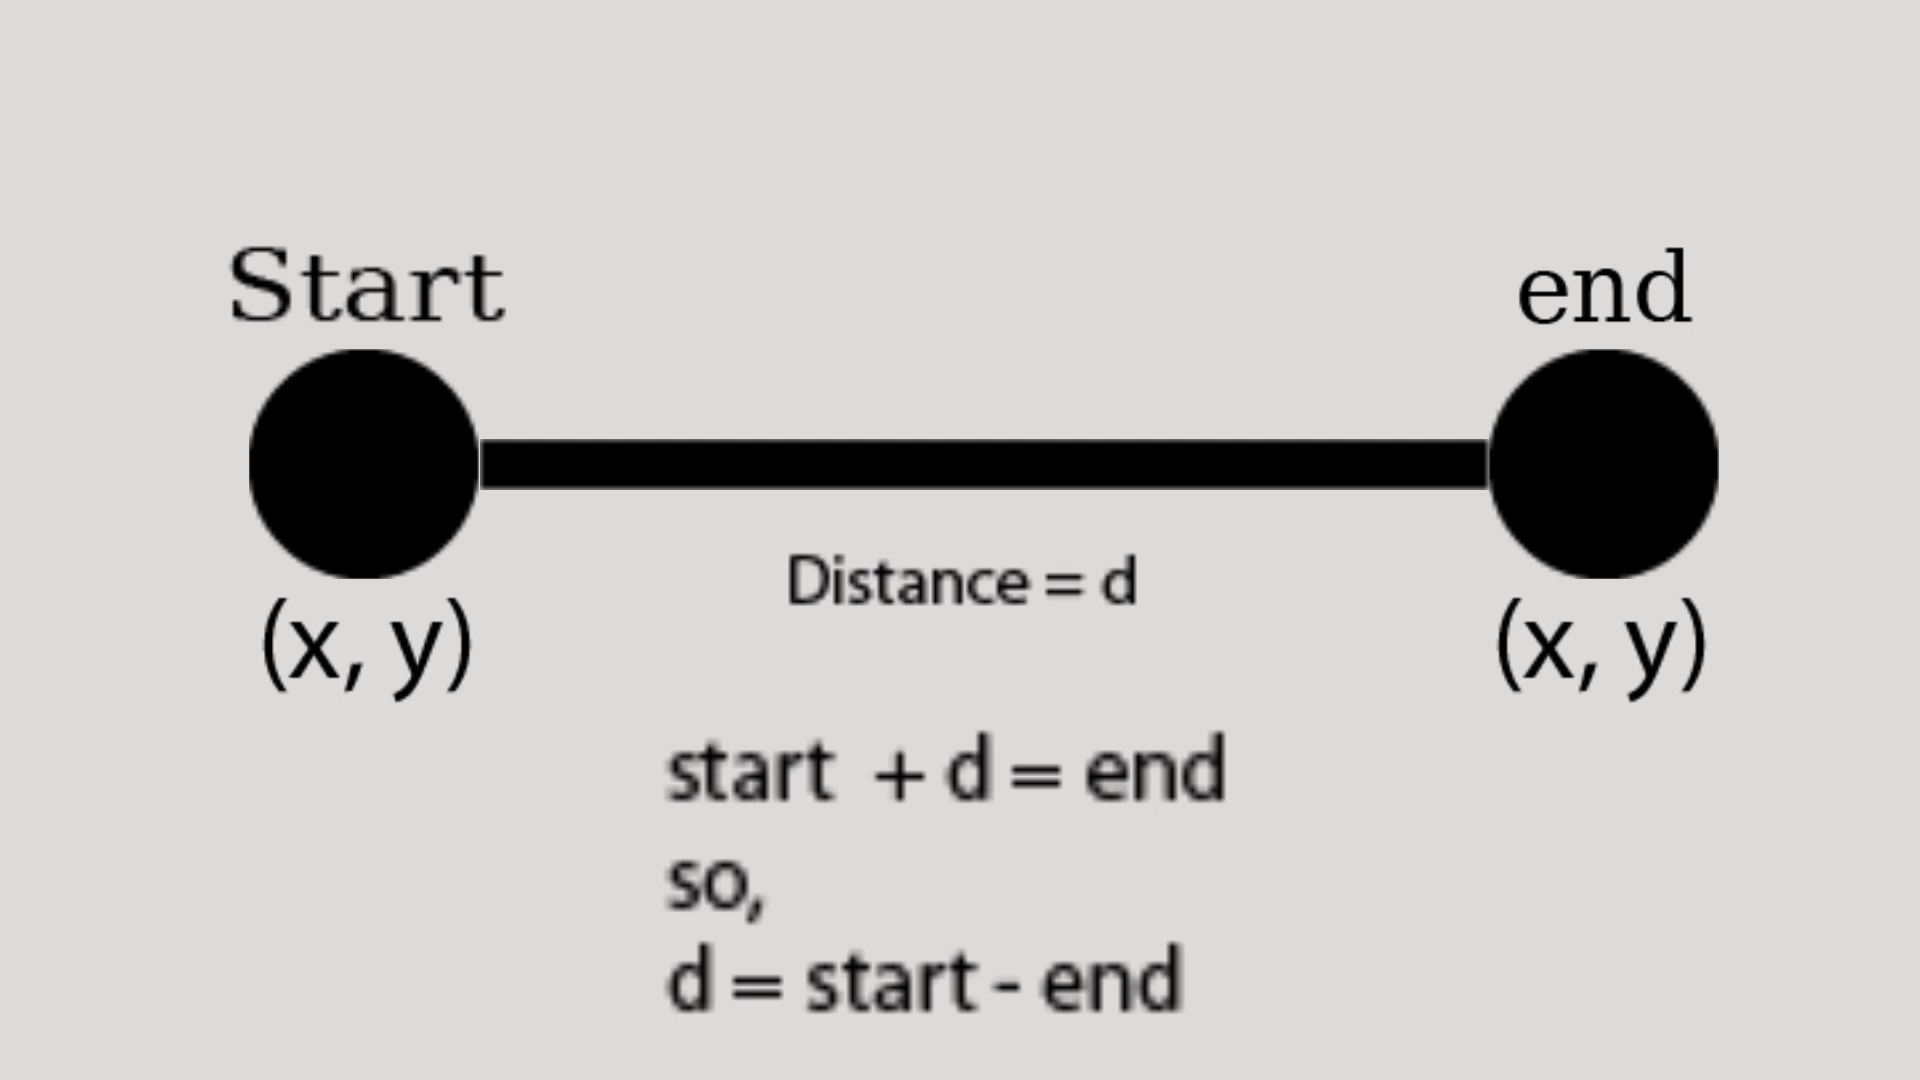 Start
end
Distance = d
(x, y)
(x, y)
start + d = end
so,
d = start - end